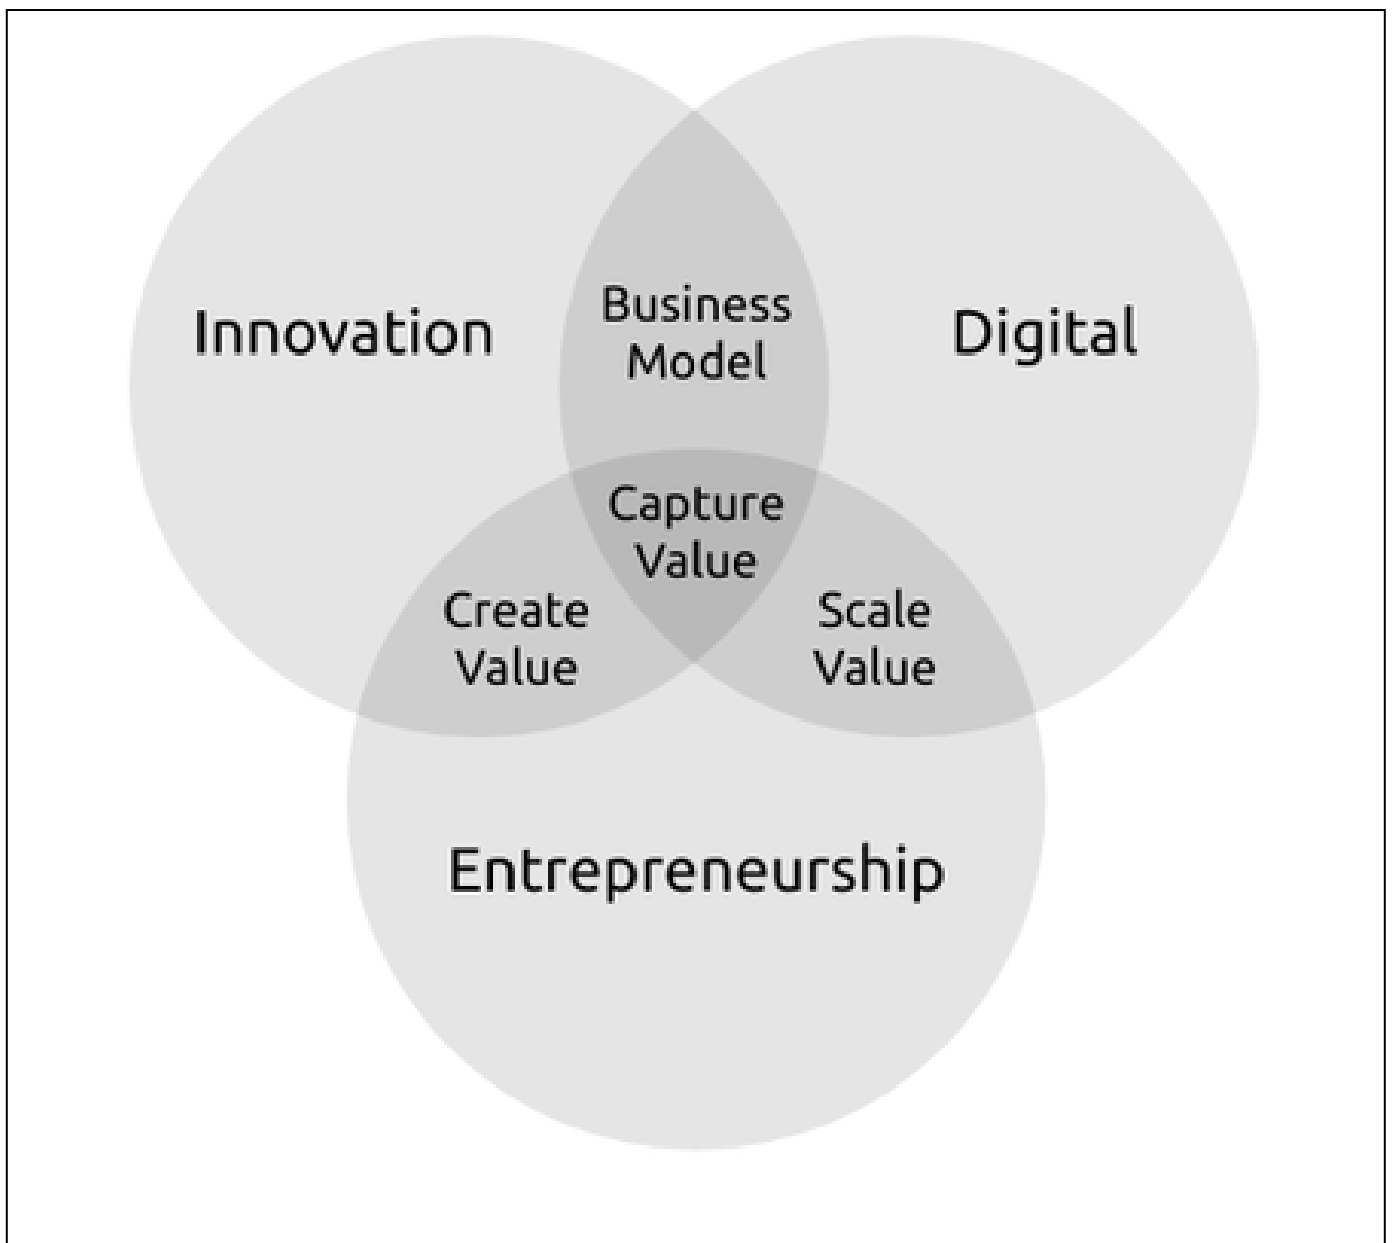 Innovation
Business
Model
Digital
Capture
Value
Create
Value
Scale
Value
Entrepreneurship